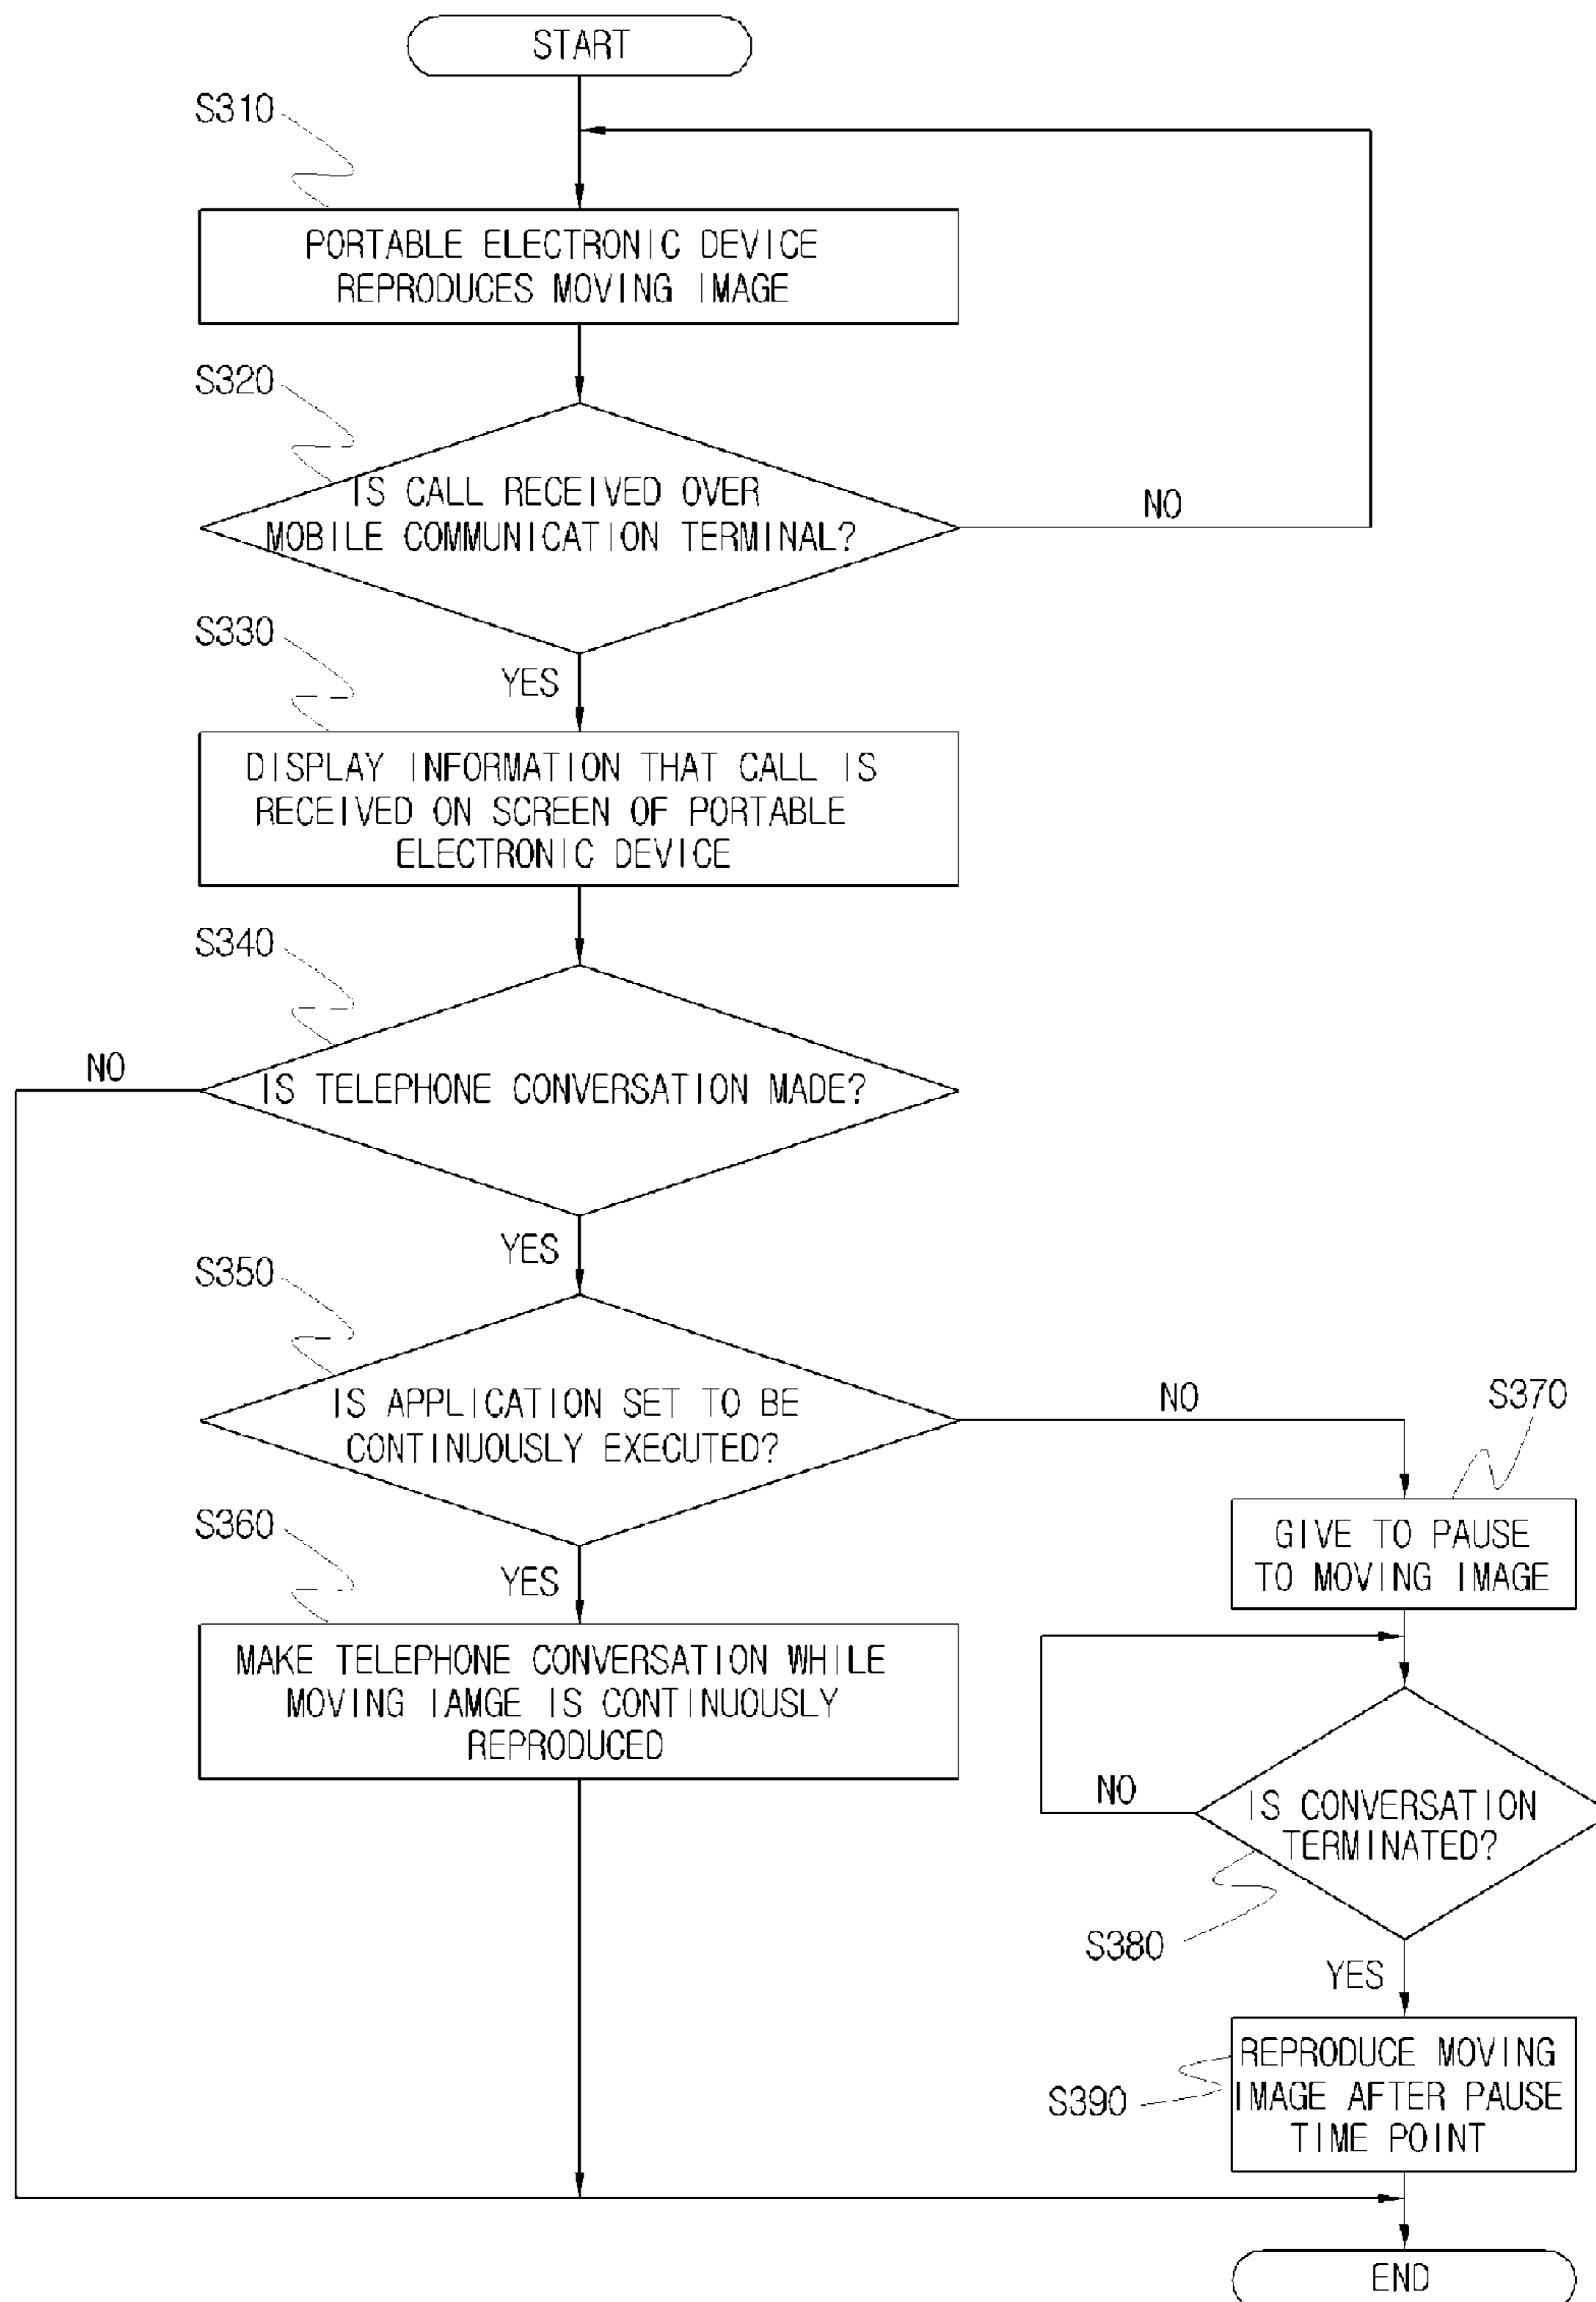 START
S310
PORTABLE ELECTRONIC DEVICE
REPRODUCES MOVING IMAGE
S320
IS CALL RECEIVED OVER
MOBILE COMMUNICATION TERMINAL?
NO
S330
YES
DISPLAY INFORMATION THAT CALL IS
RECEIVED ON SCREEN OF PORTABLE
ELECTRONIC DEVICE
S340
NO
IS TELEPHONE CONVERSATION MADE?
YES
S350
IS APPLICATION SET TO BE
CONTINUOUSLY EXECUTED?
NO
S370
S360
YES
GIVE TO PAUSE
TO MOVING IMAGE
MAKE TELEPHONE CONVERSATION WHILE
MOVING IAMGE IS CONTINUOUSLY
REPRODUCED
NO
IS CONVERSATION
TERMINATED?
S380
YES
REPRODUCE MOVING
IMAGE AFTER PAUSE
TIME POINT
S390
END